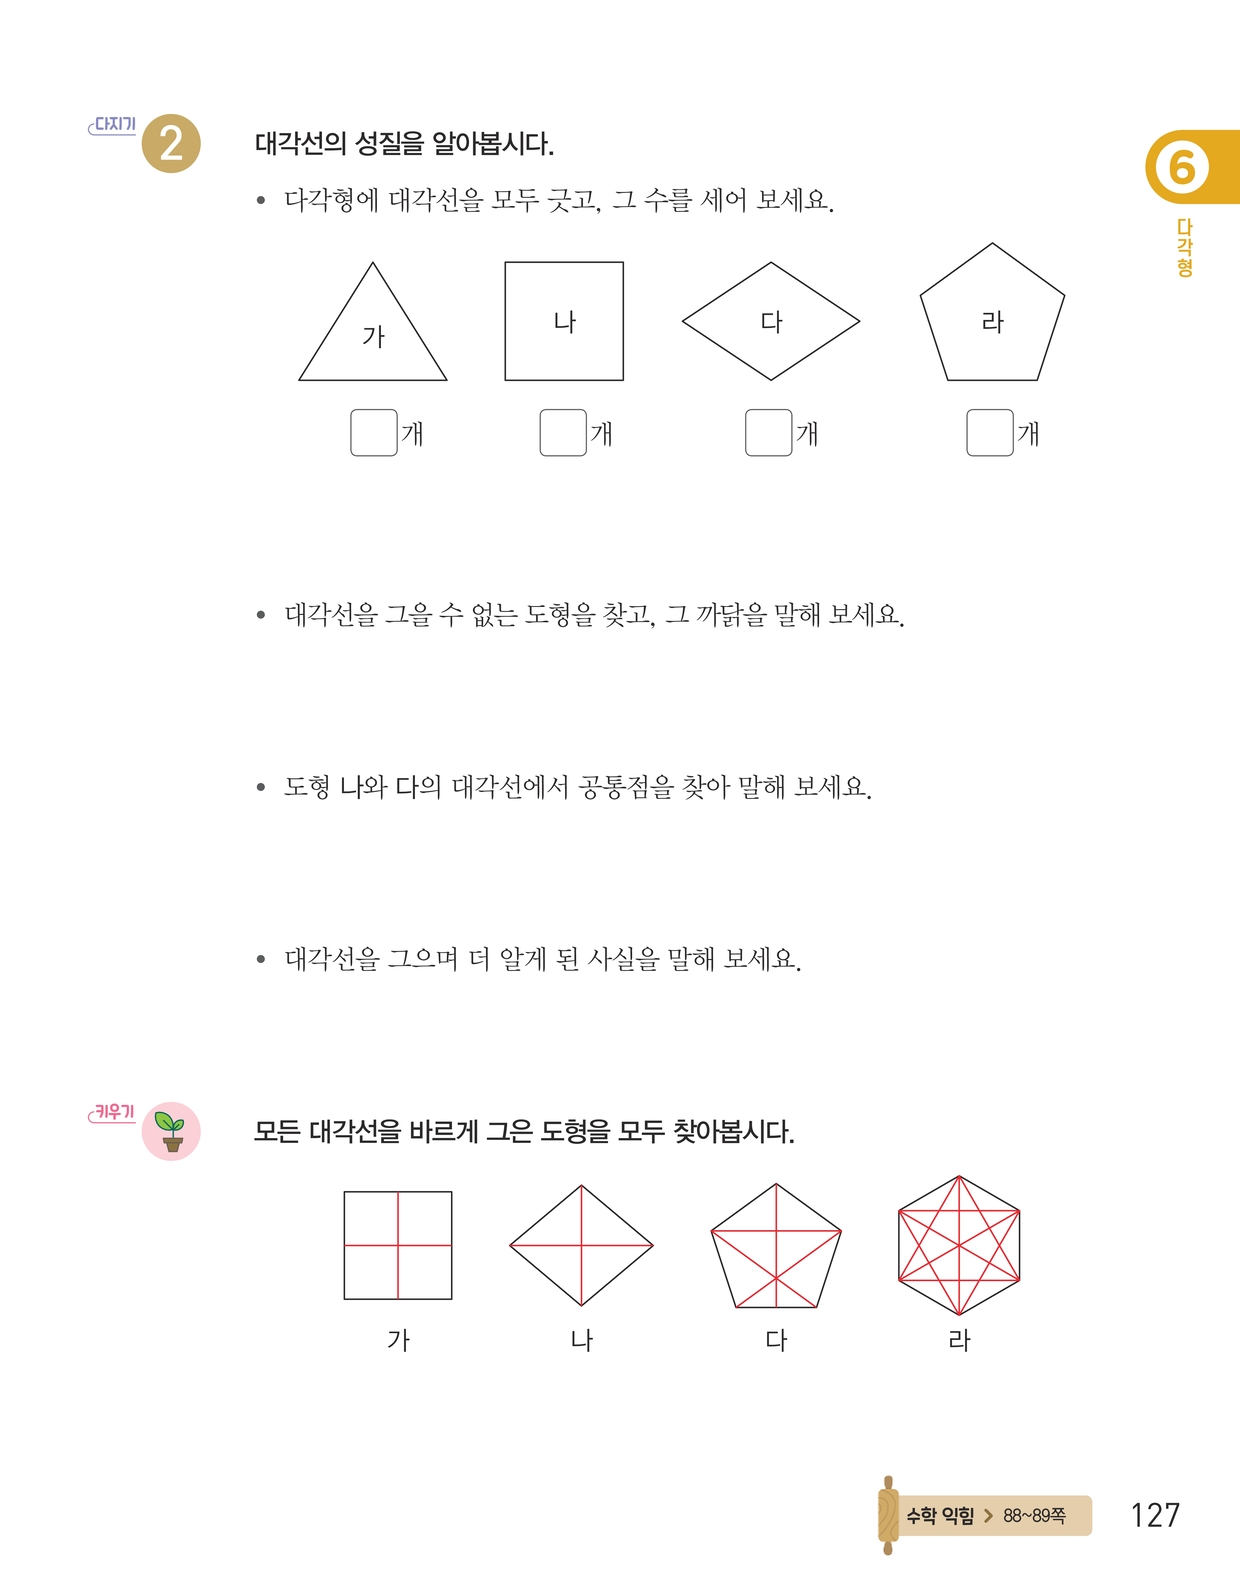 다지기
2
대각선의 성질을 알아봅시다.
• 다각형에 대각선을 모두 긋고, 그 수를 세어 보세요.
가 나 다 라
개 개 개 개
• 대각선을 그을 수 없는 도형을 찾고, 그 까닭을 말해 보세요.
• 도형 나와 다의 대각선에서 공통점을 찾아 말해 보세요.
• 대각선을 그으며 더 알게 된 사실을 말해 보세요.
키우기
모든 대각선을 바르게 그은 도형을 모두 찾아봅시다.
가 나 다 라
수학 익힘 > 88~89쪽
127
6
다각형